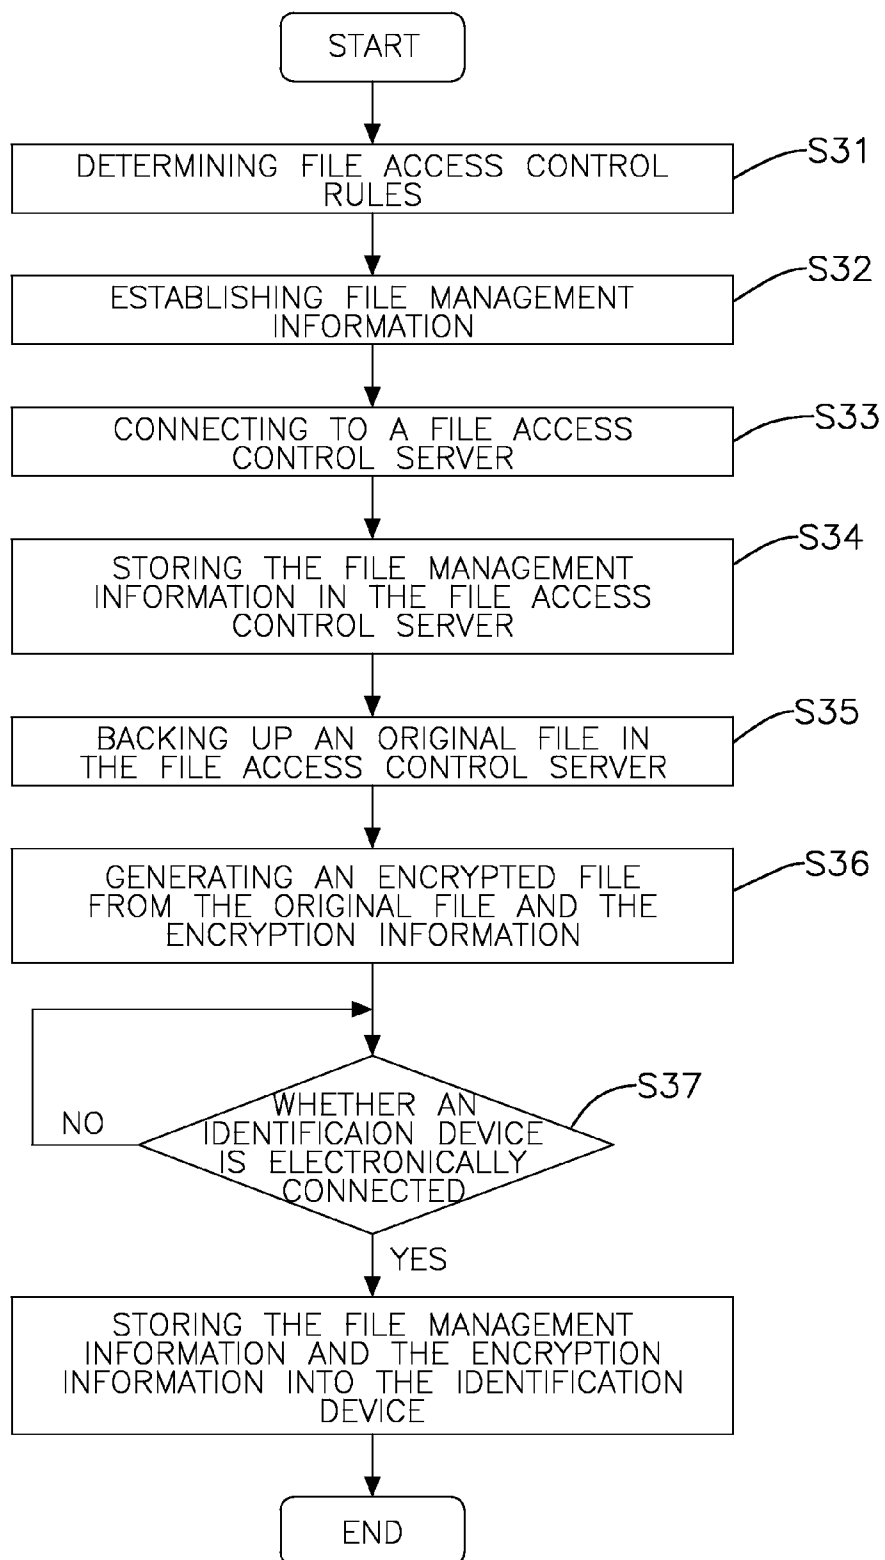 START
DETERMINING FILE ACCESS CONTROL
RULES
S31
ESTABLISHING FILE MANAGEMENT
INFORMATION
S32
CONNECTING TO A FILE ACCESS
CONTROL SERVER
S33
STORING THE FILE MANAGEMENT
INFORMATION IN THE FILE ACCESS
CONTROL SERVER
S34
BACKING UP AN ORIGINAL FILE IN
THE FILE ACCESS CONTROL SERVER
S35
GENERATING AN ENCRYPTED FILE
FROM THE ORIGINAL FILE AND THE
ENCRYPTION INFORMATION
S36
WHETHER AN
IDENTIFICAION DEVICE
IS ELECTRONICALLY
CONNECTED
S37
NO
YES
STORING THE FILE MANAGEMENT
INFORMATION AND THE ENCRYPTION
INFORMATION INTO THE IDENTIFICATION
DEVICE
END